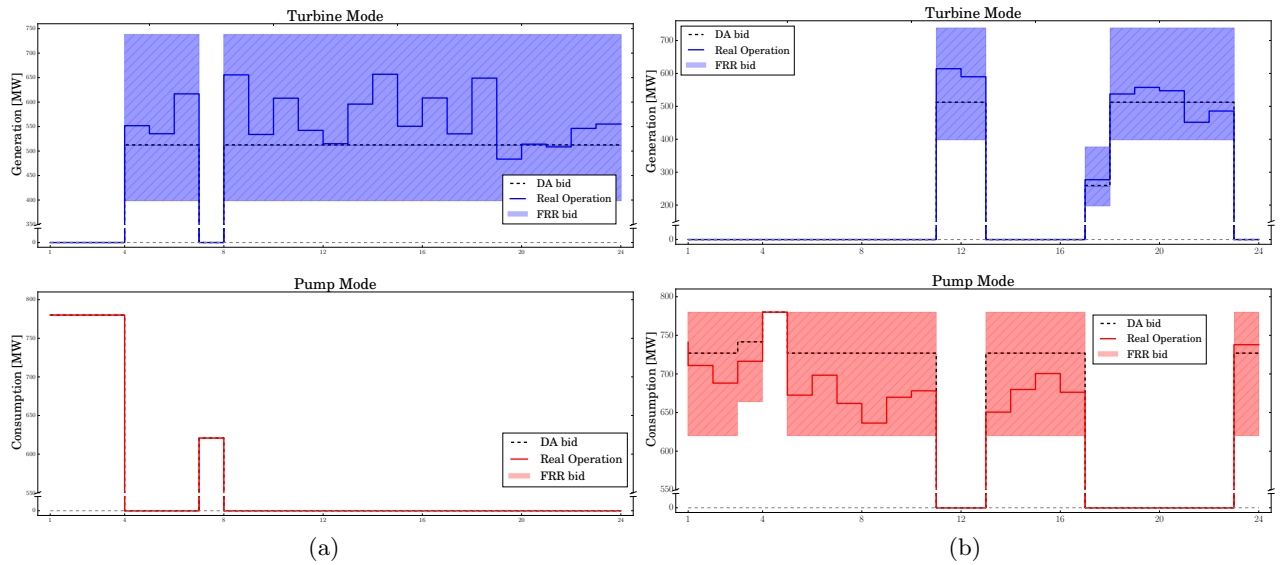 Turbine Mode
750
700
650
600
550
500
450
400
350
0
Generation [MW]
DA bid
Real Operation
FRR bid
1
4
8
12
16
20
24
Pump Mode
800
750
700
650
600
550
0
Consumption [MW]
DA bid
Real Operation
FRR bid
1
4
8
12
16
20
24
(a)
Turbine Mode
700
600
500
400
300
200
0
Generation [MW]
DA bid
Real Operation
FRR bid
1
4
8
12
16
20
24
Pump Mode
800
750
700
650
600
550
0
Consumption [MW]
DA bid
Real Operation
FRR bid
1
4
8
12
16
20
24
(b)